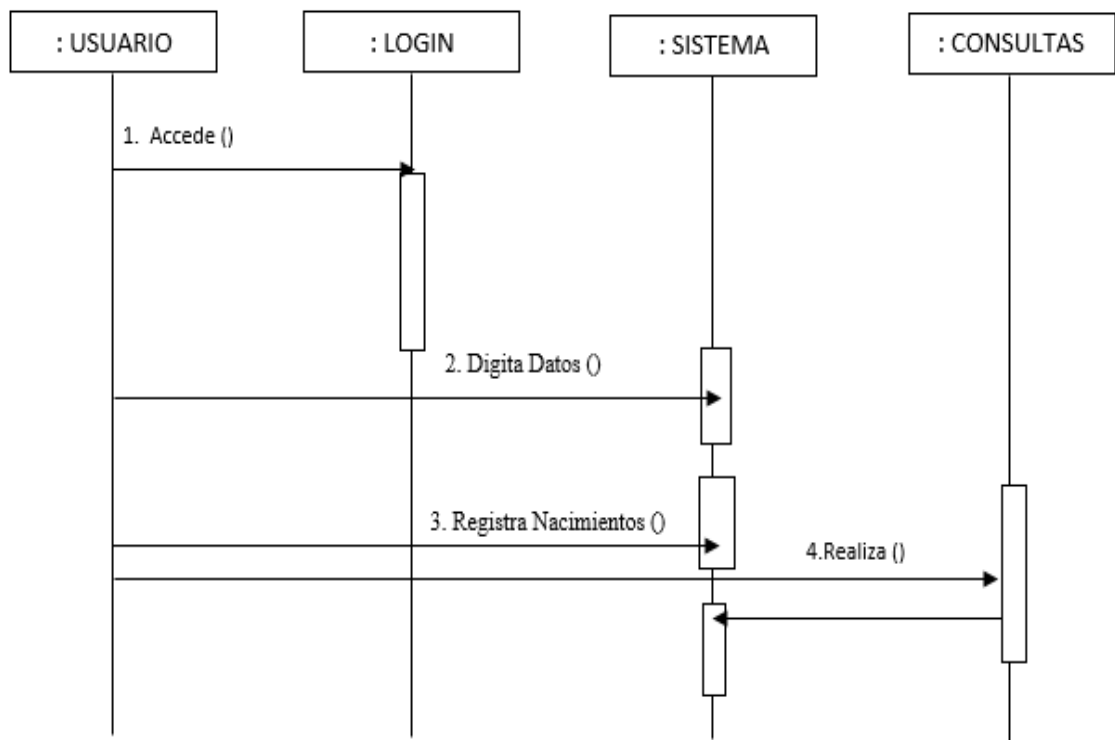 : USUARIO
: LOGIN
: SISTEMA
: CONSULTAS
1. Accede ()
2. Digita Datos ()
3. Registra Nacimientos ()
4.Realiza ()